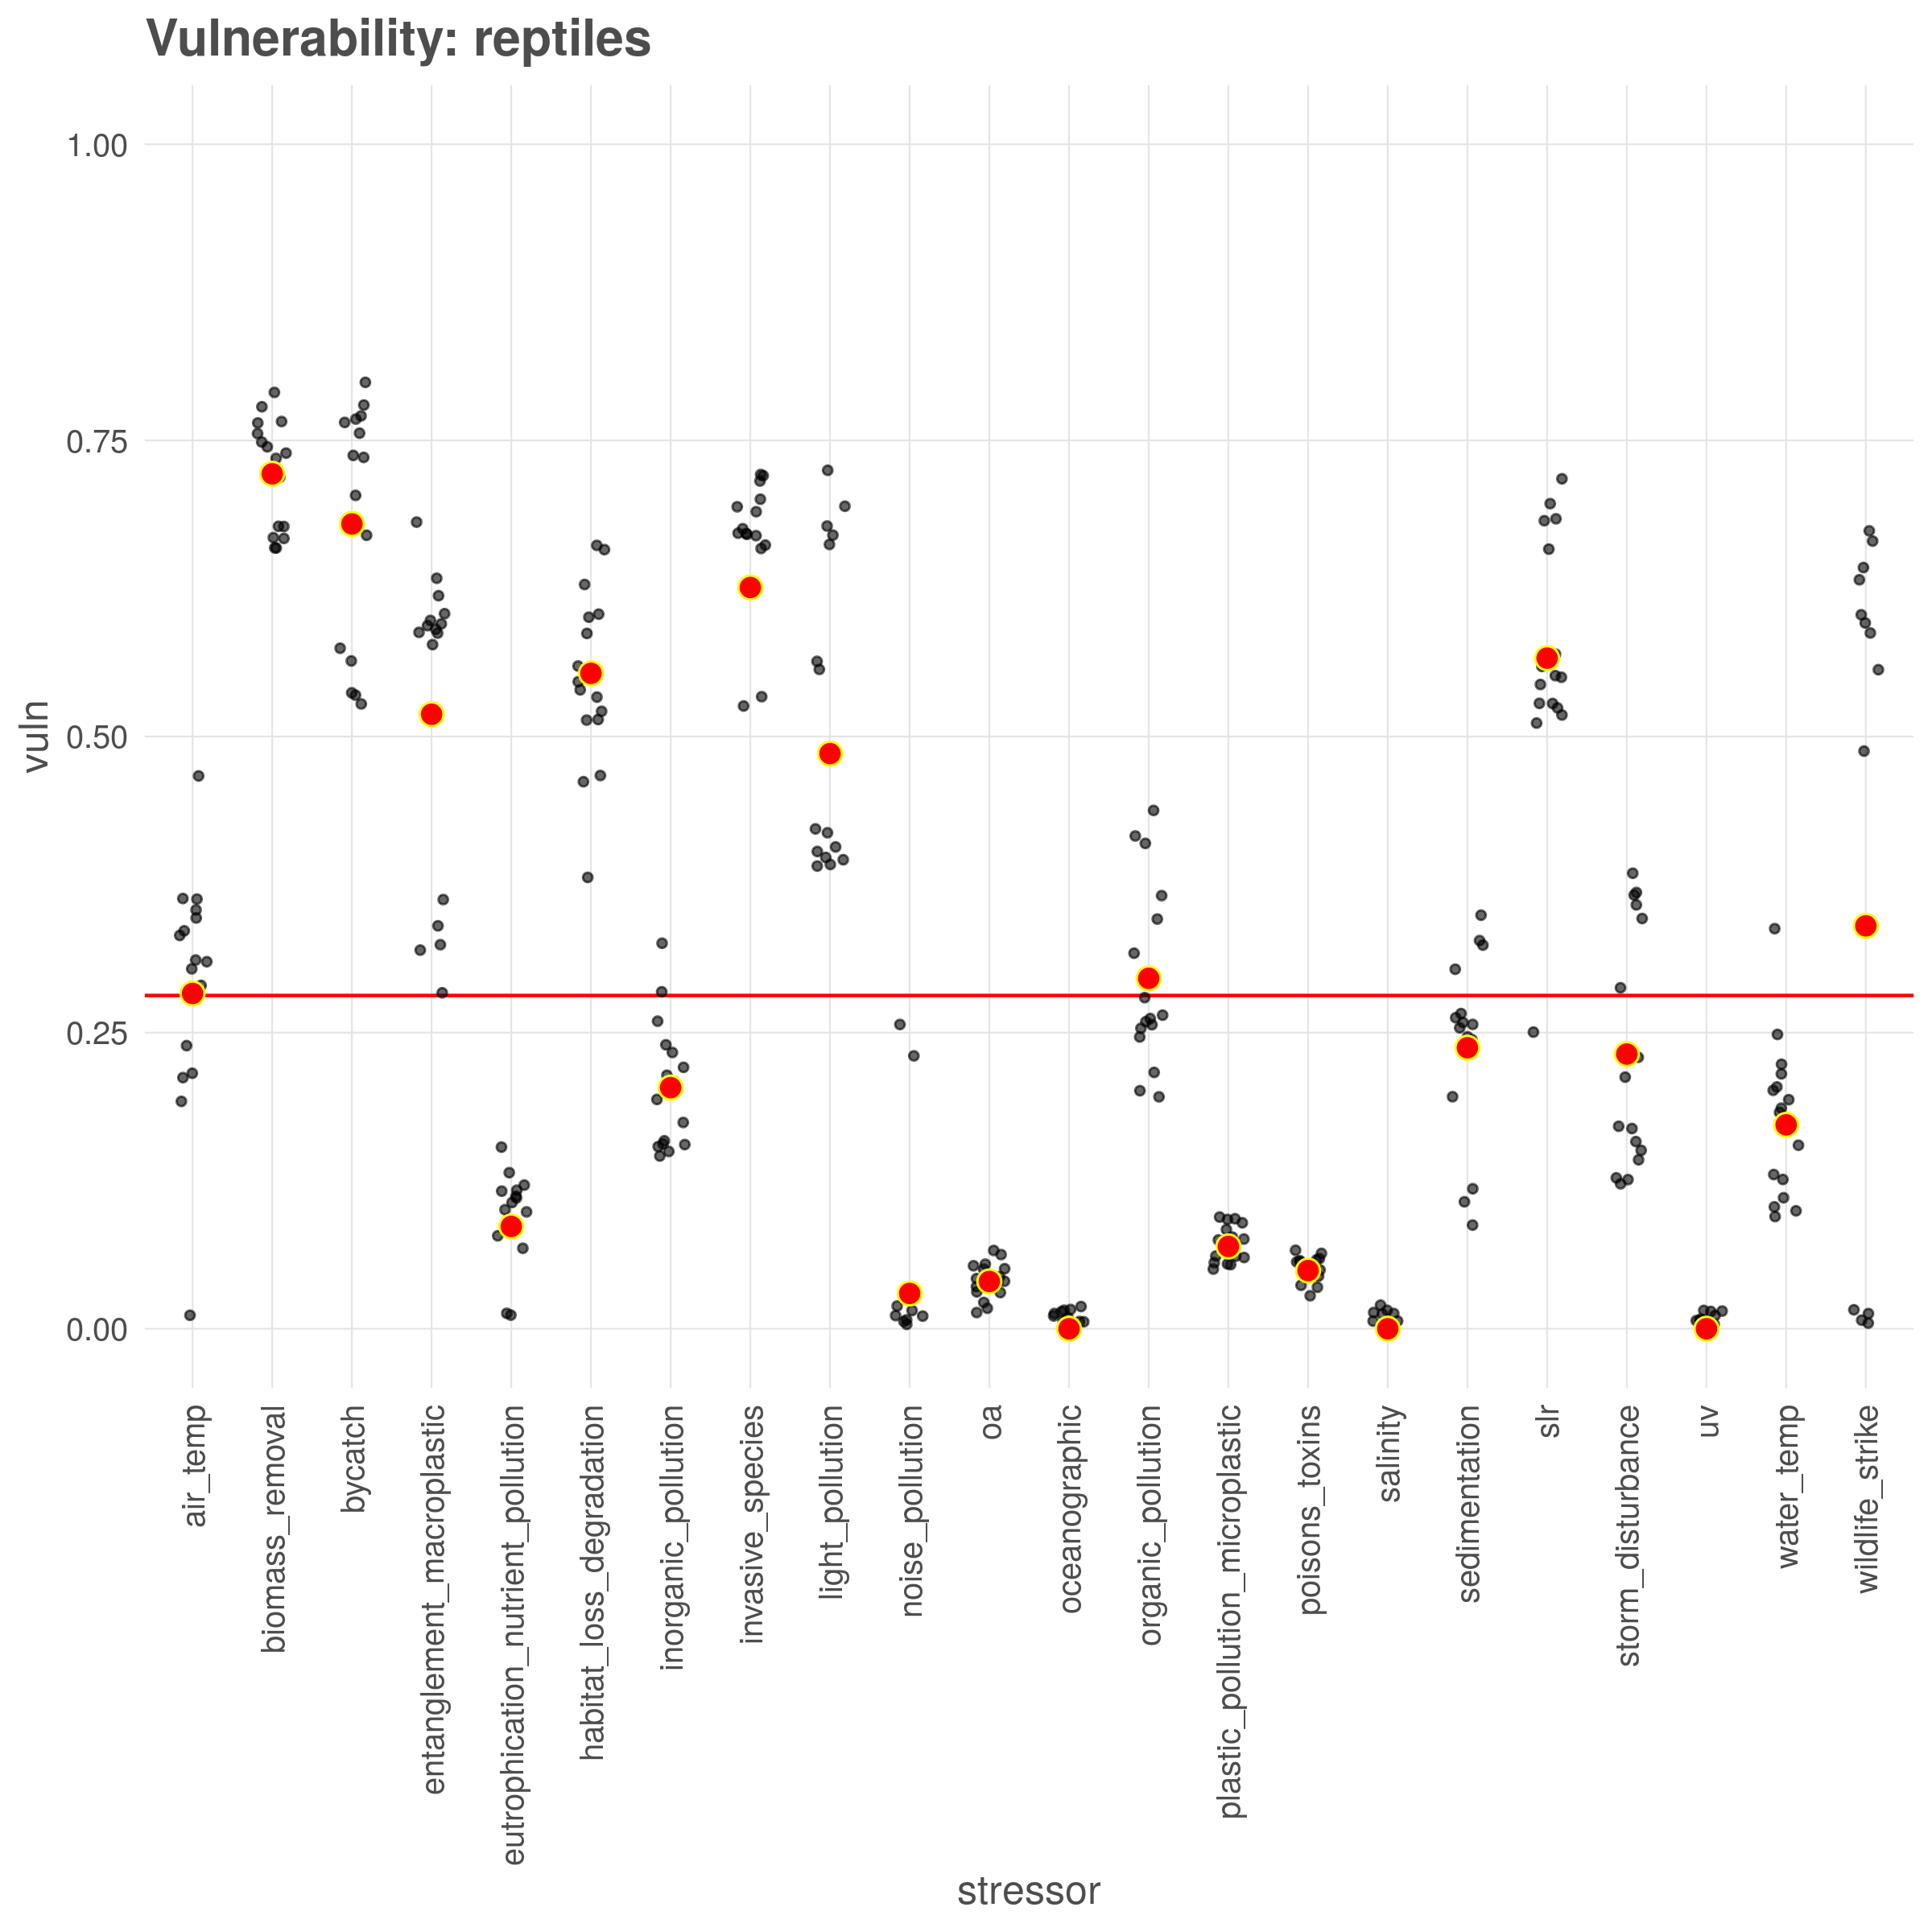 Vulnerability: reptiles
vuln
1.00
0.75
0.50
0.25
0.00
air_temp
biomass_removal
bycatch
entanglement_macroplastic
eutrophication_nutrient_pollution
habitat_loss_degradation
inorganic_pollution
invasive_species
light_pollution
noise_pollution
oa
oceanographic
organic_pollution
plastic_pollution_microplastic
poisons_toxins
salinity
sedimentation
slr
storm_disturbance
uv
water_temp
wildlife_strike
stressor